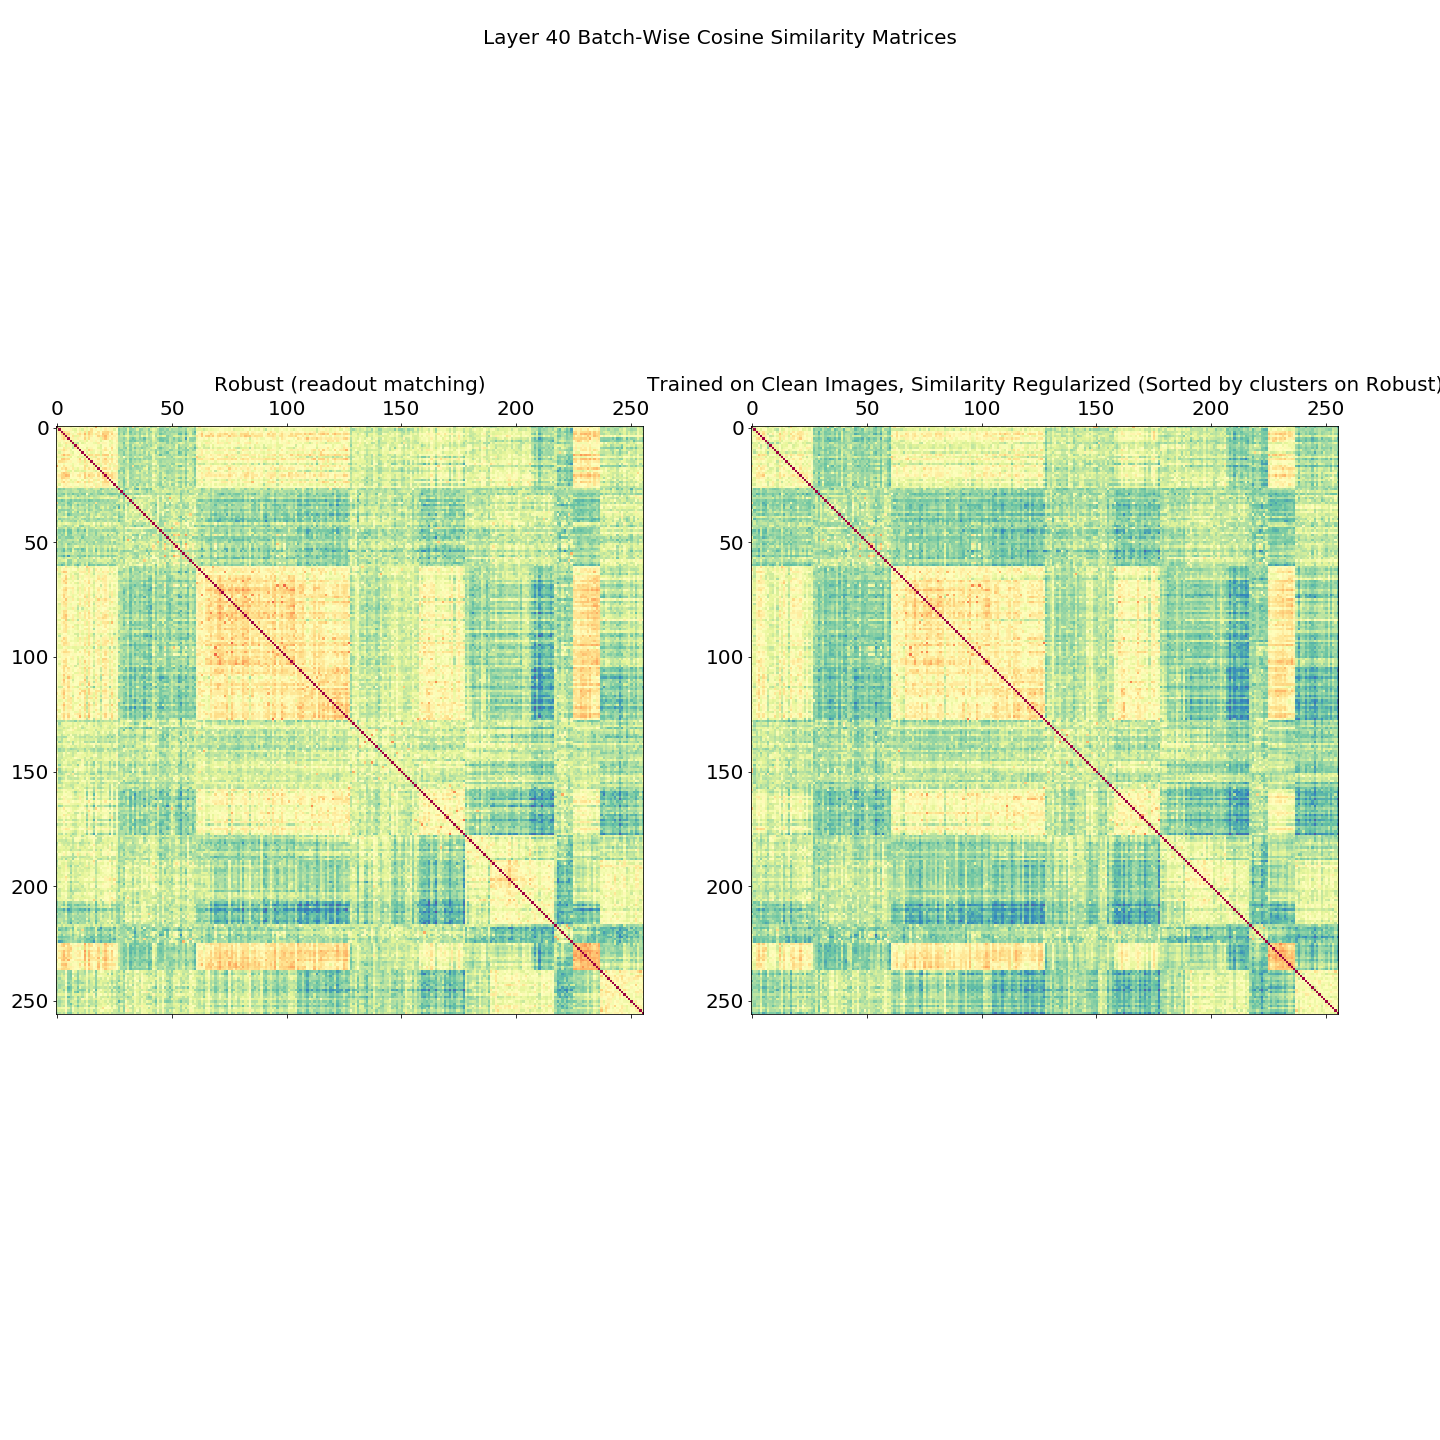 Layer 40 Batch-Wise Cosine Similarity Matrices
Robust (readout matching)
0 50 100 150 200 250
0
50
100
150
200
250
Trained on Clean Images, Similarity Regularized (Sorted by clusters on Robust)
0 50 100 150 200 250
0
50
100
150
200
250